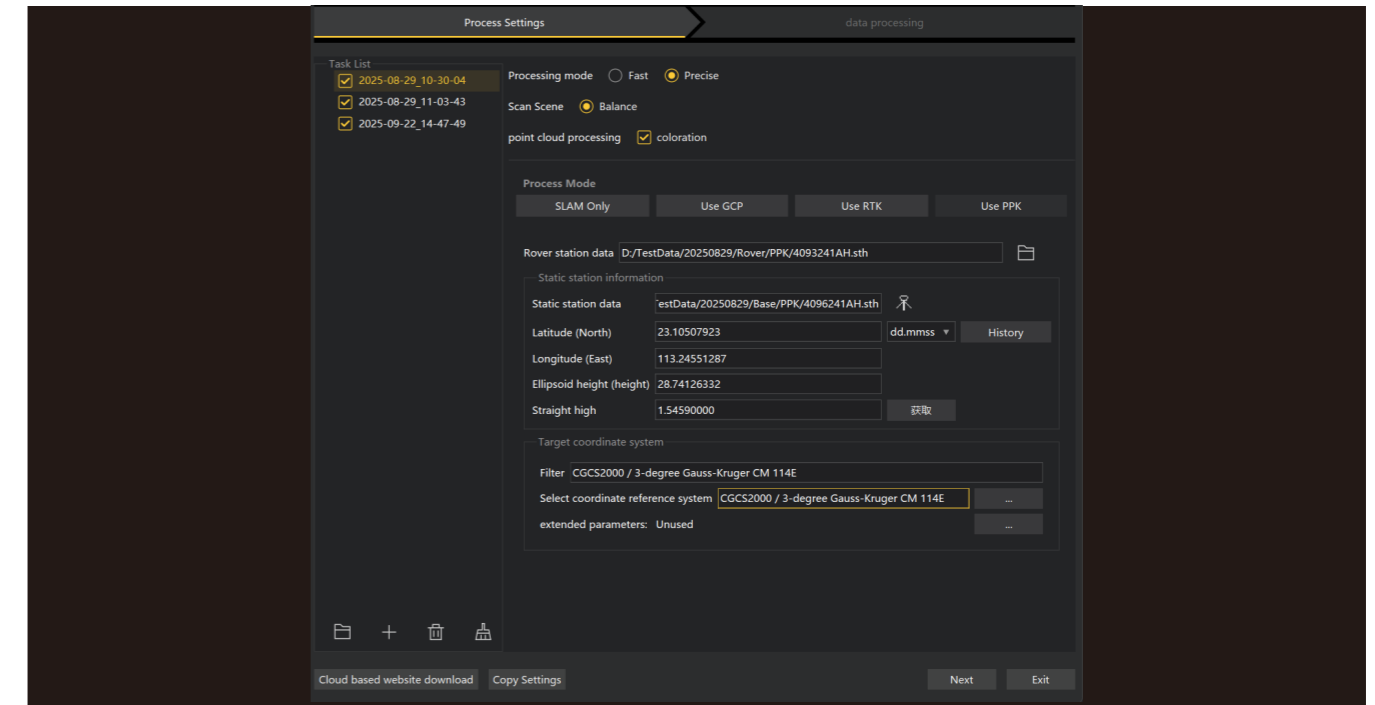 Process Settings
data processing
Task List
2025-08-29_10-30-04
2025-08-29_11-03-43
2025-09-22_14-47-49
Processing mode Fast Precise
Scan Scene Balance
point cloud processing coloration
Process Mode
SLAM Only Use GCP Use RTK Use PPK
Rover station data D:/TestData/20250829/Rover/PPK/4093241AH.sth
Static station information
Static station data estData/20250829/Base/PPK/4096241AH.sth
Latitude (North) 23.10507923 dd.mmss History
Longitude (East) 113.24551287
Ellipsoid height (height) 28.74126332
Straight high 1.54590000 获取
Target coordinate system
Filter CGCS2000 / 3-degree Gauss-Kruger CM 114E
Select coordinate reference system CGCS2000 / 3-degree Gauss-Kruger CM 114E ...
extended parameters: Unused ...
Cloud based website download Copy Settings Next Exit